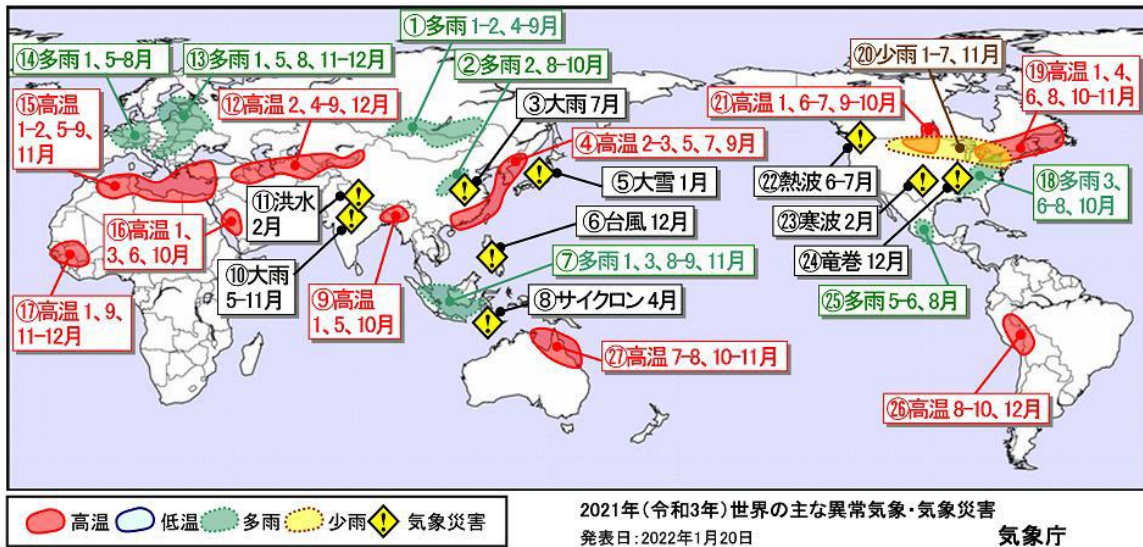 ①多雨 1-2、4-9月
⑭多雨 1、5-8月
⑬多雨 1、5、8、11-12月
②多雨 2、8-10月
⑳少雨 1-7、11月
⑲高温 1、4、
6、8、10-11月
⑮高温
1-2、5-9、
11月
⑫高温 2、4-9、12月
③大雨 7月
㉑高温 1、6-7、9-10月
④高温 2-3、5、7、9月
⑤大雪 1月
㉒熱波 6-7月
⑱多雨 3、
6-8、10月
⑪洪水
2月
⑥台風 12月
㉓寒波 2月
⑯高温 1、
3、6、10月
⑦多雨 1、3、8-9、11月
㉔竜巻 12月
⑩大雨
5-11月
⑨高温
1、5、10月
⑧サイクロン 4月
㉕多雨 5-6、8月
⑰高温 1、9、
11-12月
㉗高温 7-8、10-11月
㉖高温 8-10、12月
高温 低温 多雨 少雨 気象災害
2021年(令和3年)世界の主な異常気象・気象災害
発表日:2022年1月20日
気象庁